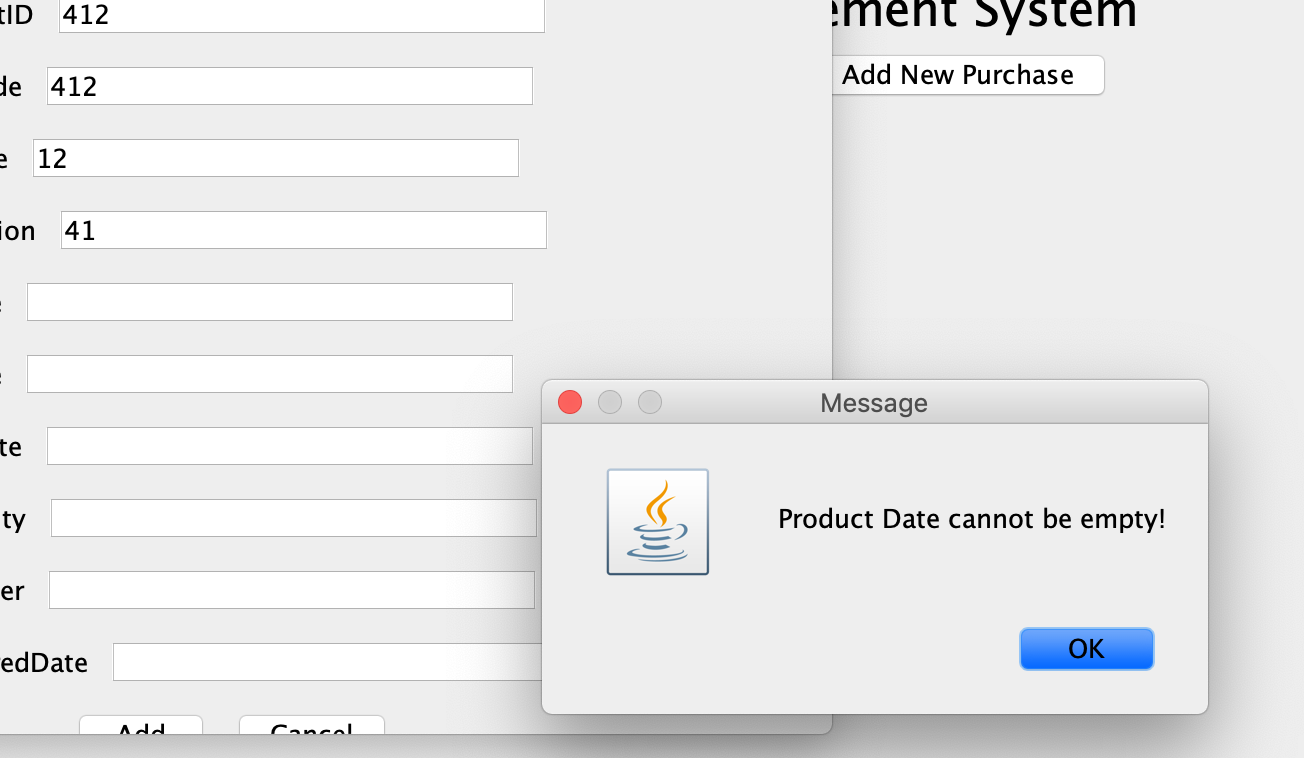 tID 412
ement System
Add New Purchase
de 412
e 12
ion 41
e
e
te
ty
er
redDate
Message
Product Date cannot be empty!
OK
Add
Cancel